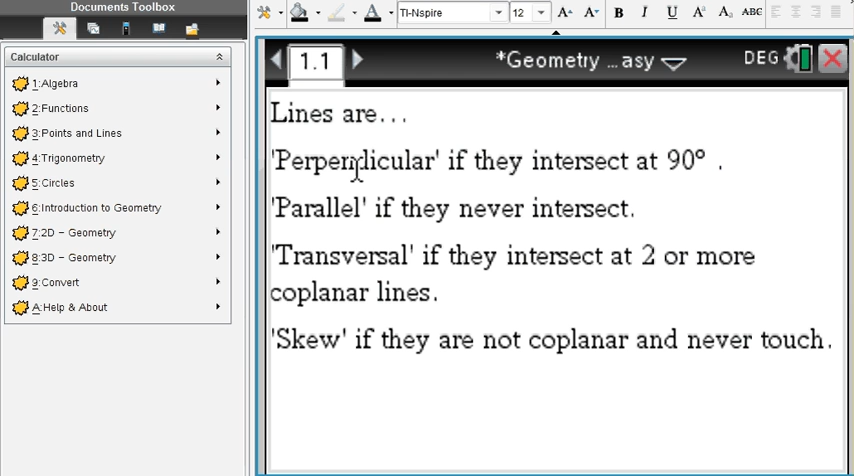 Documents Toolbox
Calculator
1:Algebra
2:Functions
3:Points and Lines
4:Trigonometry
5:Circles
6:Introduction to Geometry
7:2D - Geometry
8:3D - Geometry
9:Convert
A:Help & About
TI-Nspire 12 A A B I U Aª Aₐ ABC
1.1 *Geometry ...asy DEG
Lines are...
'Perpendicular' if they intersect at 90° .
'Parallel' if they never intersect.
'Transversal' if they intersect at 2 or more
coplanar lines.
'Skew' if they are not coplanar and never touch.